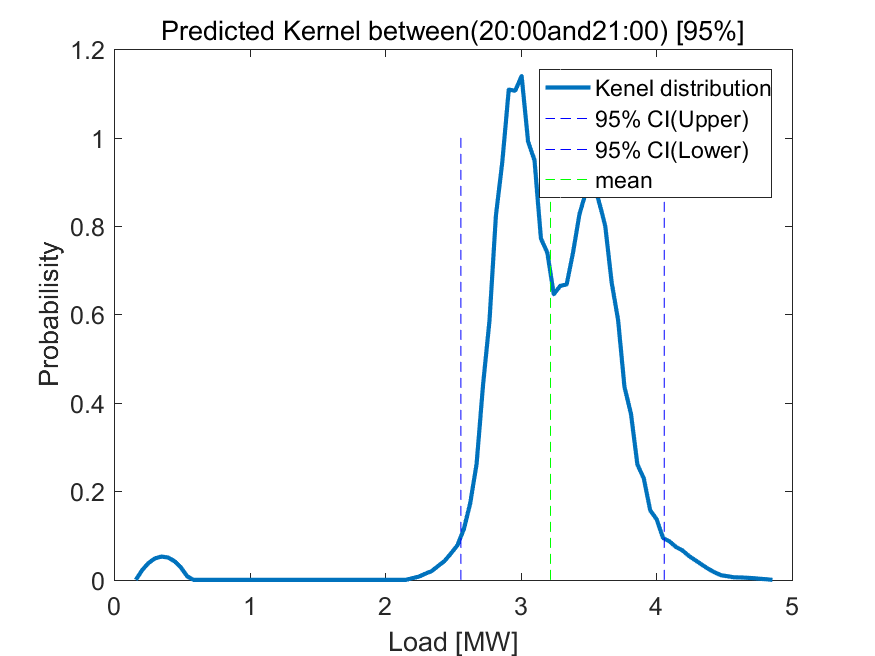 Predicted Kernel between(20:00and21:00) [95%]
1.2
1
0.8
0.6
0.4
0.2
0
Probabilisity
Kenel distribution
95% CI(Upper)
95% CI(Lower)
mean
0 1 2 3 4 5
Load [MW]